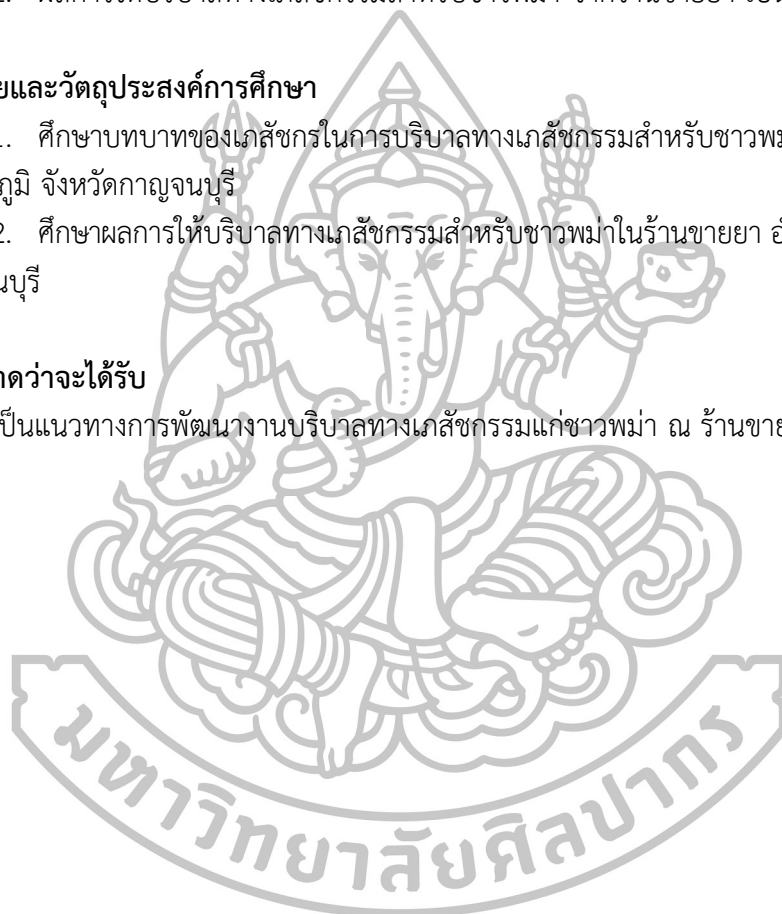 ยและวัตถุประสงค์การศึกษา
1. ศึกษาบทบาทของเภสัชกรในการบริบาลทางเภสัชกรรมสำหรับชาวพม
ภูมิ จังหวัดกาญจนบุรี
2. ศึกษาผลการให้บริบาลทางเภสัชกรรมสำหรับชาวพม่าในร้านขายยา อ
นบุรี
าดว่าจะได้รับ
เป็นแนวทางการพัฒนางานบริบาลทางเภสัชกรรมแก่ชาวพม่า ณ ร้านขาย
มหาวิทยาลัยศิลปากร